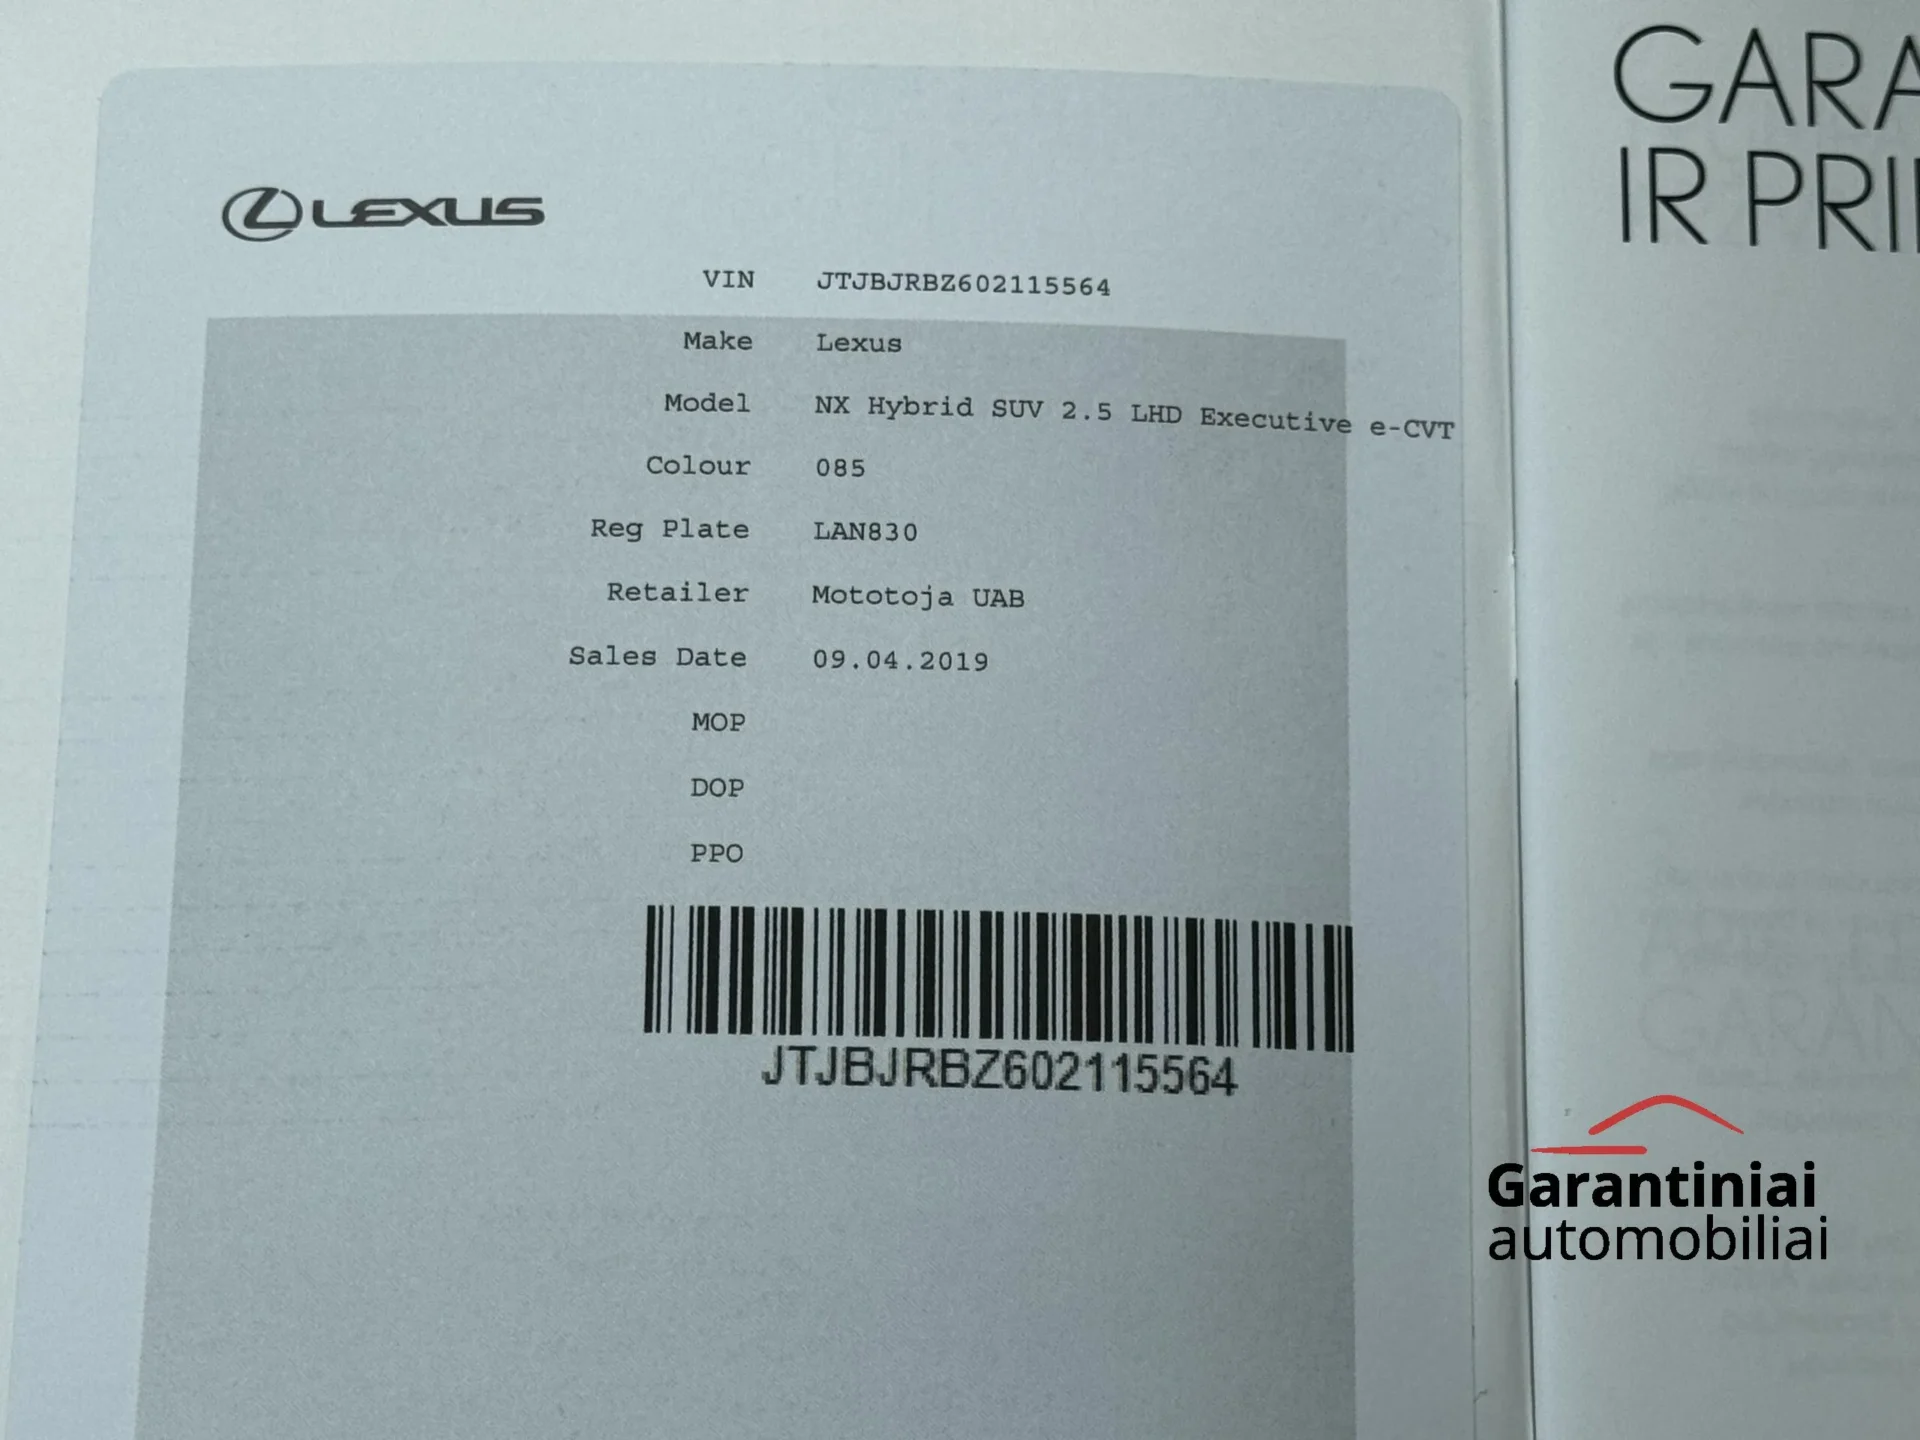 LEXUS
VIN JTJBJRBZ602115564
Make Lexus
Model NX Hybrid SUV 2.5 LHD Executive e-CVT
Colour 085
Reg Plate LAN830
Retailer Mototoja UAB
Sales Date 09.04.2019
MOP
DOP
PPO
JTJBJRBZ602115564
GARA
IR PRI
Garantiniai
automobiliai